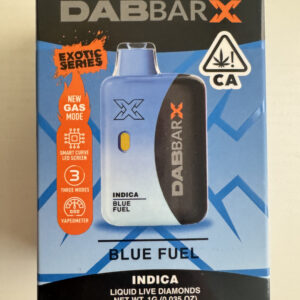 DABBAR X
EXOTIC
SERIES
CA
NEW
GAS
MODE
SMART CURVE
LED SCREEN
3
THREE MODES
VAPEOMETER
X
DABBAR X
INDICA
BLUE
FUEL
BLUE FUEL
INDICA
LIQUID LIVE DIAMONDS
NET WT. 1G (0.035 OZ)